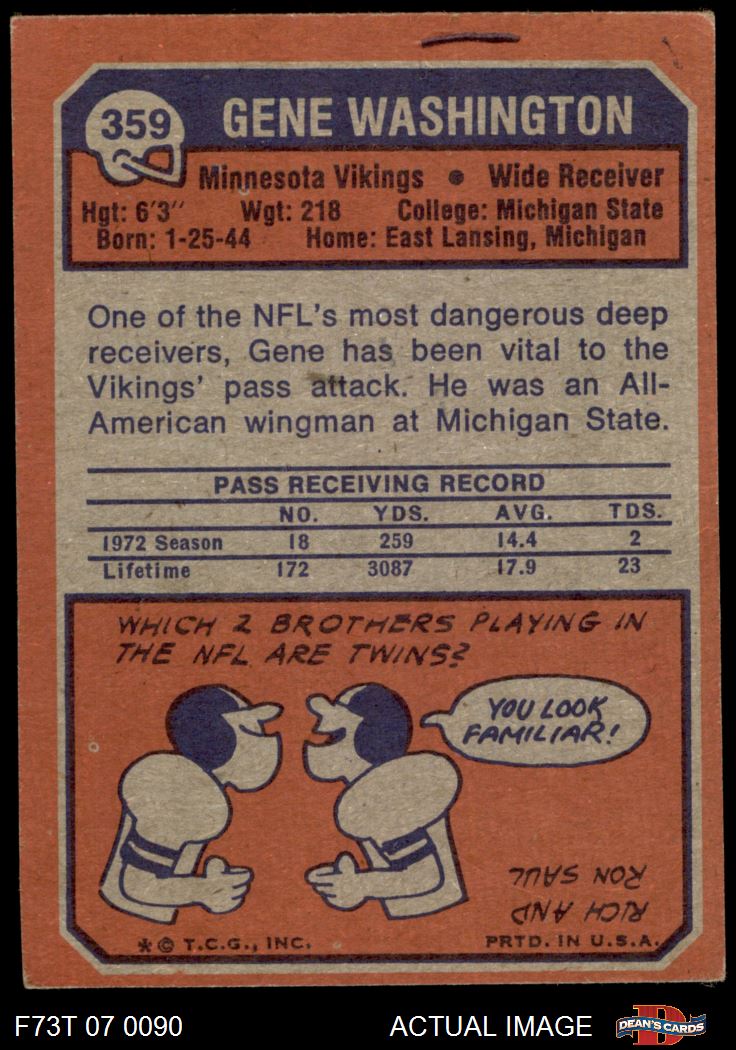 359
GENE WASHINGTON
Minnesota Vikings • Wide Receiver
Hgt: 6'3" Wgt: 218 College: Michigan State
Born: 1-25-44 Home: East Lansing, Michigan
One of the NFL's most dangerous deep
receivers, Gene has been vital to the
Vikings' pass attack. He was an All-
American wingman at Michigan State.
PASS RECEIVING RECORD
NO. YDS. AVG. TDS.
1972 Season 18 259 14.4 2
Lifetime 172 3087 17.9 23
WHICH 2 BROTHERS PLAYING IN
THE NFL ARE TWINS?
YOU LOOK
FAMILIAR!
RICH AND
RON SAUL
* © T.C.G., INC. PRTD. IN U.S.A.
F73T 07 0090 ACTUAL IMAGE
D
DEAN'S CARDS